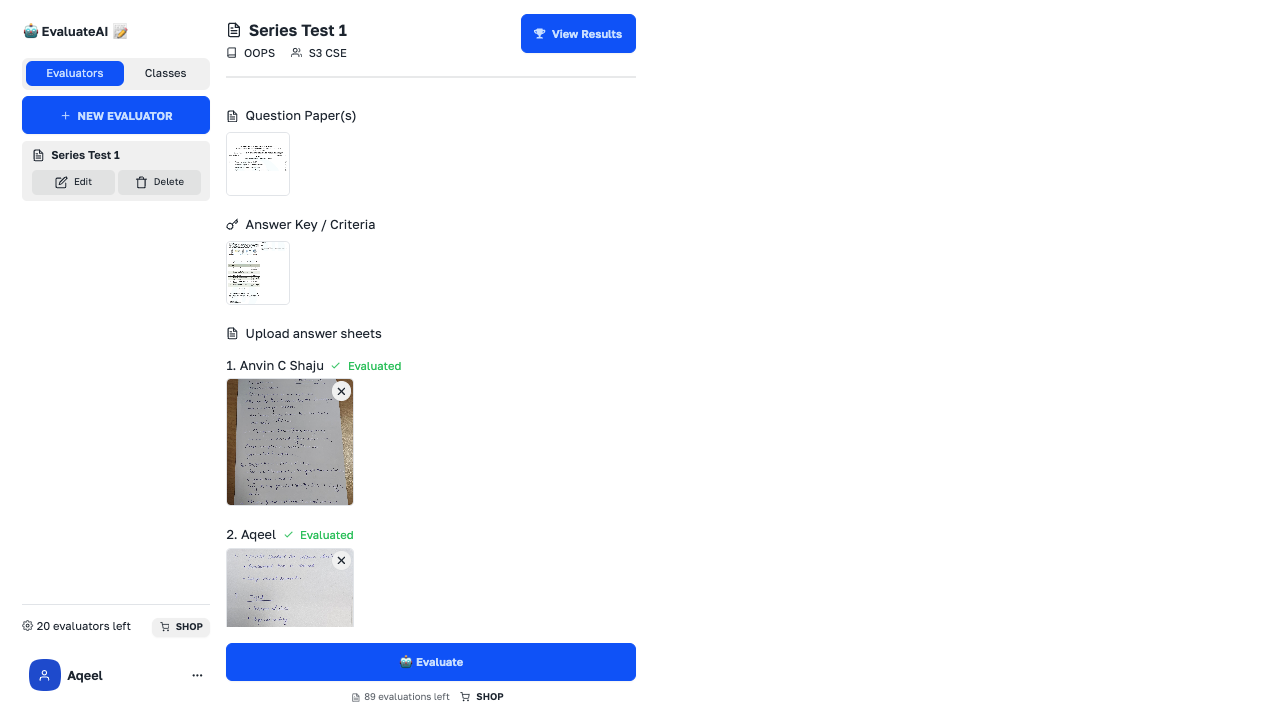 EvaluateAI
Evaluators Classes
NEW EVALUATOR
Series Test 1
Edit Delete
20 evaluators left SHOP
Aqeel
Series Test 1
OOPS S3 CSE
View Results
Question Paper(s)
Answer Key / Criteria
Upload answer sheets
1. Anvin C Shaju Evaluated
2. Aqeel Evaluated
Evaluate
89 evaluations left SHOP